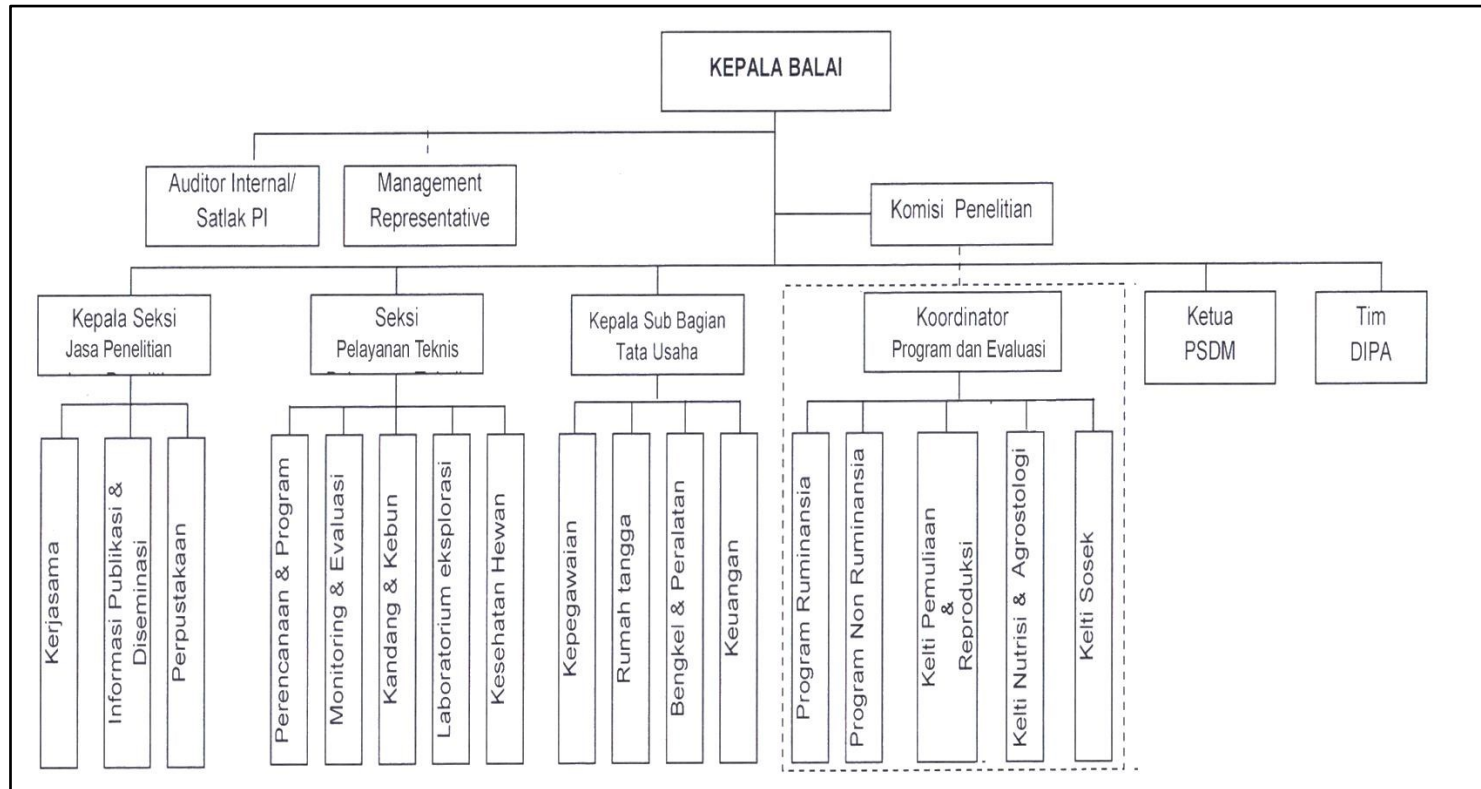 KEPALA BALAI
Auditor Internal/
Satlak PI
Management
Representative
Komisi Penelitian
Kepala Seksi
Jasa Penelitian
Seksi
Pelayanan Teknis
Kepala Sub Bagian
Tata Usaha
Koordinator
Program dan Evaluasi
Ketua
PSDM
Tim
DIPA
Kerjasama
Informasi Publikasi &
Diseminasi
Perpustakaan
Perencanaan & Program
Monitoring & Evaluasi
Kandang & Kebun
Laboratorium eksplorasi
Kesehatan Hewan
Kepegawaian
Rumah tangga
Bengkel & Peralatan
Keuangan
Program Ruminansia
Program Non Ruminansia
Kelti Pemuliaan
&
Reproduksi
Kelti Nutrisi & Agrostologi
Kelti Sosek